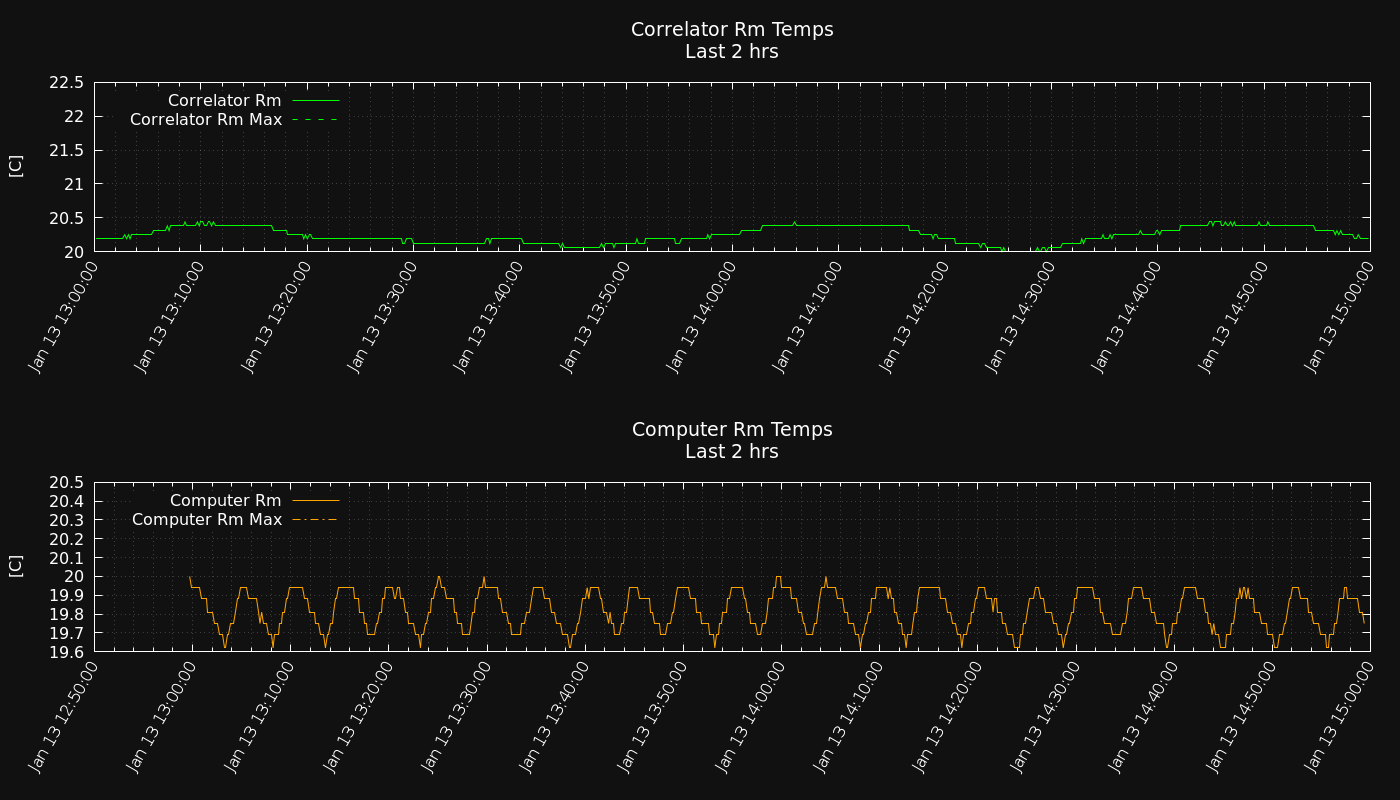 Correlator Rm Temps
Last 2 hrs
[C]
22.5
22
21.5
21
20.5
20
Correlator Rm
Correlator Rm Max
Jan 13 13:00:00
Jan 13 13:10:00
Jan 13 13:20:00
Jan 13 13:30:00
Jan 13 13:40:00
Jan 13 13:50:00
Jan 13 14:00:00
Jan 13 14:10:00
Jan 13 14:20:00
Jan 13 14:30:00
Jan 13 14:40:00
Jan 13 14:50:00
Jan 13 15:00:00
Computer Rm Temps
Last 2 hrs
[C]
20.5
20.4
20.3
20.2
20.1
20
19.9
19.8
19.7
19.6
Computer Rm
Computer Rm Max
Jan 13 12:50:00
Jan 13 13:00:00
Jan 13 13:10:00
Jan 13 13:20:00
Jan 13 13:30:00
Jan 13 13:40:00
Jan 13 13:50:00
Jan 13 14:00:00
Jan 13 14:10:00
Jan 13 14:20:00
Jan 13 14:30:00
Jan 13 14:40:00
Jan 13 14:50:00
Jan 13 15:00:00